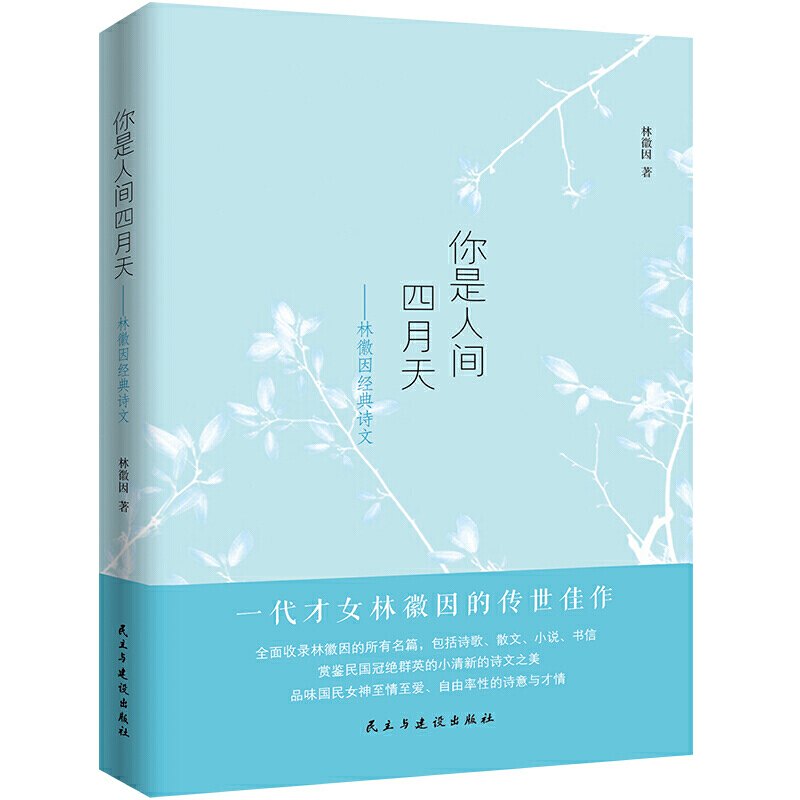 你是人间四月天
——林徽因经典诗文
林徽因 著
林徽因 著
你是人间
四月天
——林徽因经典诗文
一代才女林徽因的传世佳作
全面收录林徽因的所有名篇，包括诗歌、散文、小说、书信
赏鉴民国冠绝群英的小清新的诗文之美
品味国民女神至情至爱、自由率性的诗意与才情
民主与建设出版社
民主与建设出版社